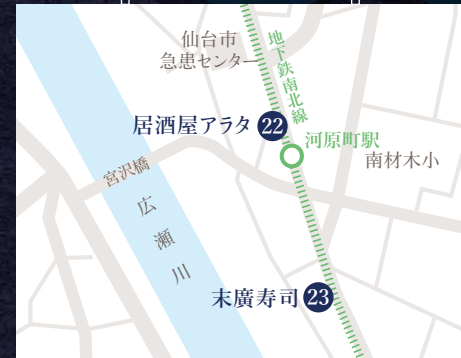 仙台市
急患センター
地下鉄南北線
居酒屋アラタ 22
河原町駅
南材木小
宮沢橋
広瀬川
末廣寿司 23